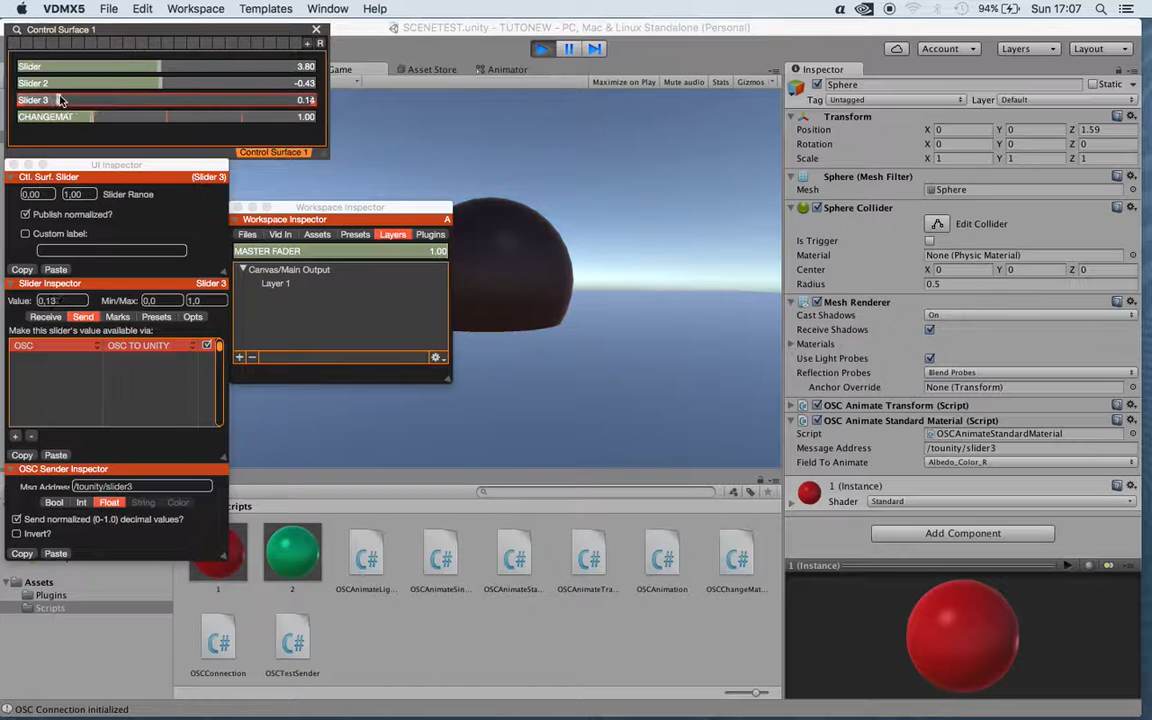 VDMX5 File Edit Workspace Templates Window Help 94% Sun 17:07
Control Surface 1
SCENETEST.unity - TUTONEW - PC, Mac & Linux Standalone (Personal)
+ R
Slider 3.80
Slider 2 -0.43
Slider 3 0.14
CHANGEMAT 1.00
Control Surface 1
Account Layers Layout
Game Asset Store Animator
Maximize on Play Mute audio Stats Gizmos
UI Inspector
Ctl. Surf. Slider (Slider 3)
0,00 1,00 Slider Range
Publish normalized?
Custom label:
Copy Paste
Slider Inspector Slider 3
Value: 0,13 Min/Max: 0,0 1,0
Receive Send Marks Presets Opts
Make this slider's value available via:
OSC OSC TO UNITY
+ -
Copy Paste
OSC Sender Inspector
Msg Address: /tounity/slider3
Bool Int Float String Color
Send normalized (0-1.0) decimal values?
Invert?
Copy Paste
Workspace Inspector
Workspace Inspector A
Files Vid In Assets Presets Layers Plugins
MASTER FADER 1.00
Canvas/Main Output
Layer 1
+ -
Inspector
Sphere Static
Tag Untagged Layer Default
Transform
Position X 0 Y 0 Z 1.59
Rotation X 0 Y 0 Z 0
Scale X 1 Y 1 Z 1
Sphere (Mesh Filter)
Mesh Sphere
Sphere Collider
Edit Collider
Is Trigger
Material None (Physic Material)
Center X 0 Y 0 Z 0
Radius 0.5
Mesh Renderer
Cast Shadows On
Receive Shadows
Materials
Use Light Probes
Reflection Probes Blend Probes
Anchor Override None (Transform)
OSC Animate Transform (Script)
OSC Animate Standard Material (Script)
Script OSCAnimateStandardMaterial
Message Address /tounity/slider3
Field To Animate Albedo_Color_R
1 (Instance)
Shader Standard
Add Component
1 (Instance)
Assets
Plugins
Scripts
1 2 OSCAnimateLig... OSCAnimateSin... OSCAnimateSta... OSCAnimateTra... OSCAnimation OSCChangeMat...
OSCConnection OSCTestSender
OSC Connection initialized